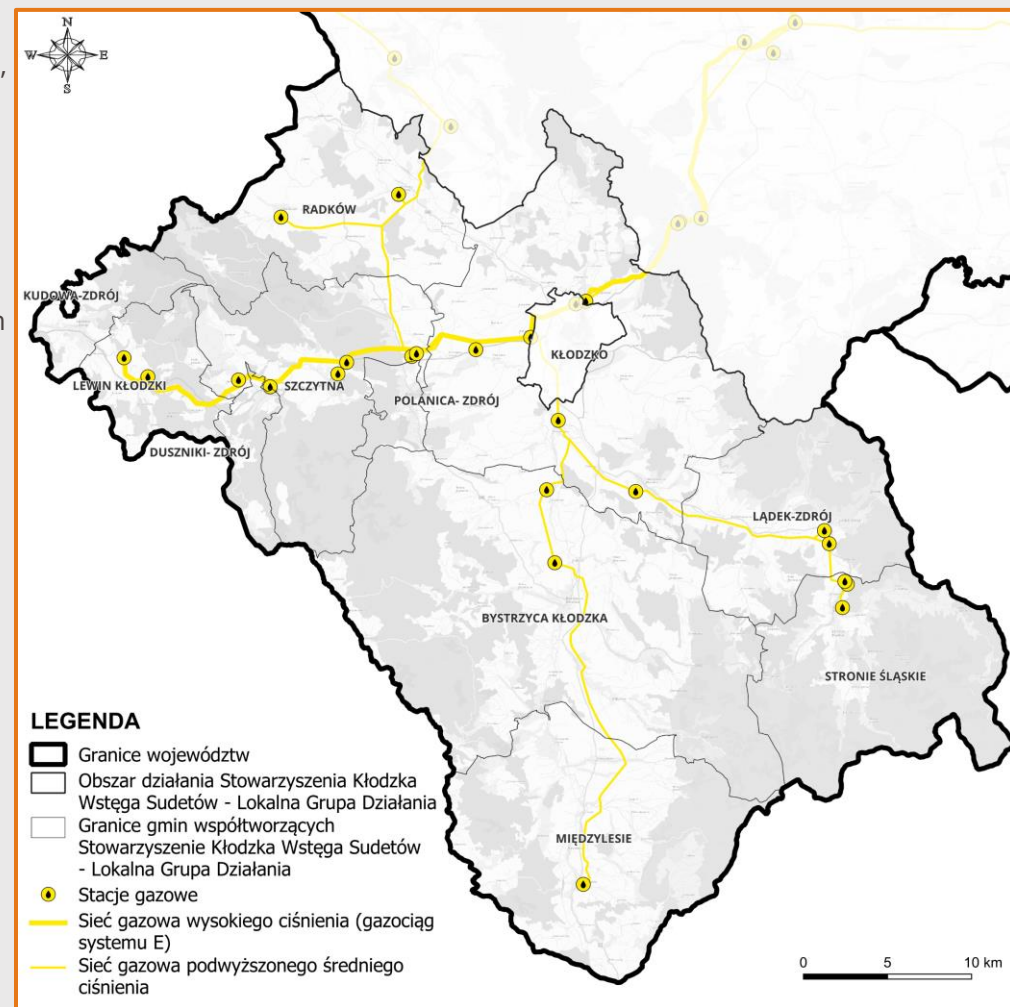 N
W E
S
,
h
RADKÓW
KUDOWA-ZDRÓJ
KŁODZKO
LEWIN KŁODZKI
SZCZYTNA
POLANICA- ZDRÓJ
DUSZNIKI- ZDRÓJ
LĄDEK-ZDRÓJ
BYSTRZYCA KŁODZKA
STRONIE ŚLĄSKIE
MIĘDZYLESIE
LEGENDA
Granice województw
Obszar działania Stowarzyszenia Kłodzka
Wstęga Sudetów - Lokalna Grupa Działania
Granice gmin współtworzących
Stowarzyszenie Kłodzka Wstęga Sudetów
- Lokalna Grupa Działania
Stacje gazowe
Sieć gazowa wysokiego ciśnienia (gazociąg
systemu E)
Sieć gazowa podwyższonego średniego
ciśnienia
0 5 10 km